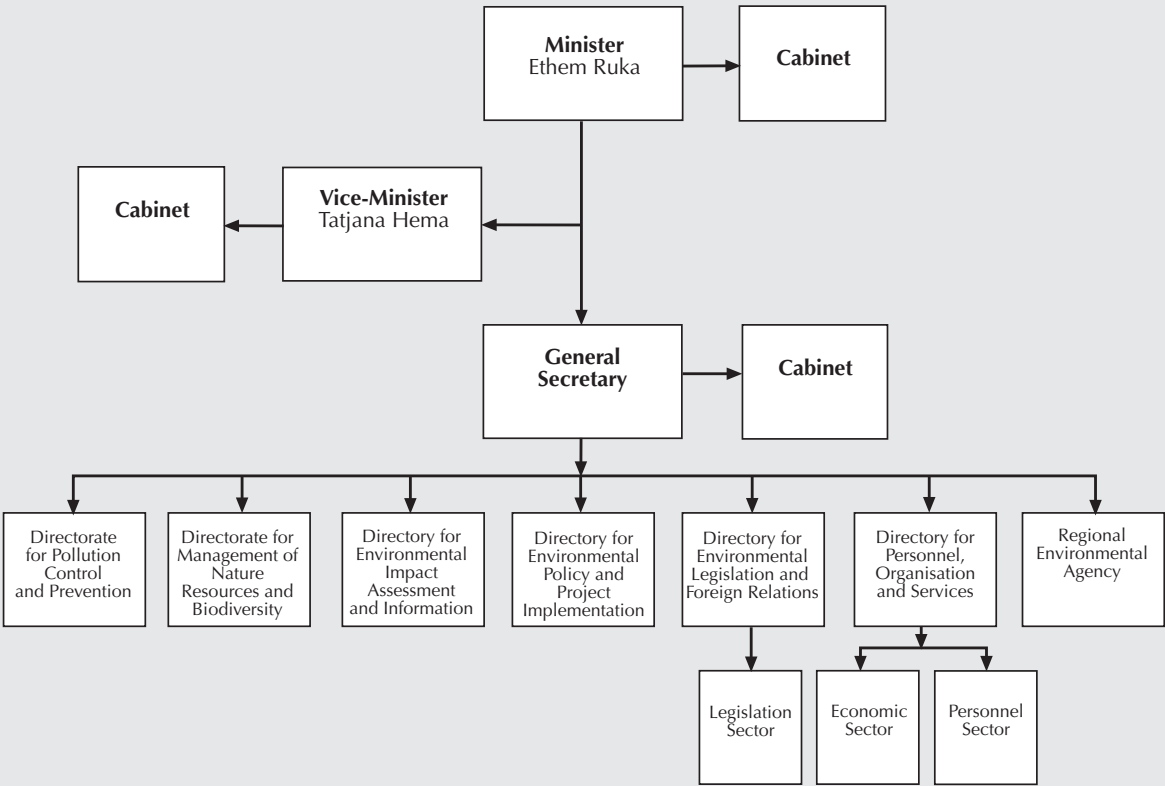 Minister
Ethem Ruka
Cabinet
Cabinet
Vice-Minister
Tatjana Hema
General
Secretary
Cabinet
Directorate
for Pollution
Control
and Prevention
Directorate for
Management of
Nature
Resources and
Biodiversity
Directory for
Environmental
Impact
Assessment
and Information
Directory for
Environmental
Policy and
Project
Implementation
Directory for
Environmental
Legislation and
Foreign Relations
Directory for
Personnel,
Organisation
and Services
Regional
Environmental
Agency
Legislation
Sector
Economic
Sector
Personnel
Sector